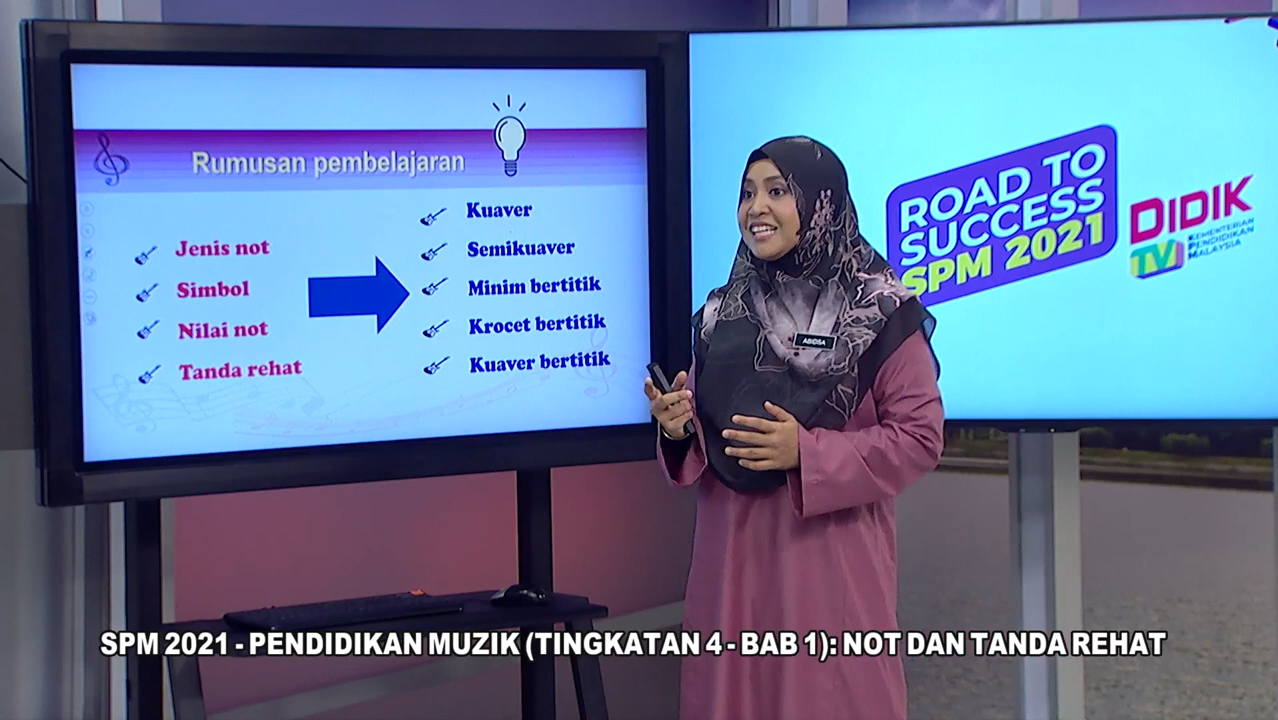 Rumusan pembelajaran
Jenis not
Simbol
Nilai not
Tanda rehat
Kuaver
Semikuaver
Minim bertitik
Krocet bertitik
Kuaver bertitik
ROAD TO
SUCCESS
SPM 2021
DIDIK
TV
KEMENTERIAN
PENDIDIKAN
MALAYSIA
ABIDSA
SPM 2021 - PENDIDIKAN MUZIK (TINGKATAN 4 - BAB 1): NOT DAN TANDA REHAT